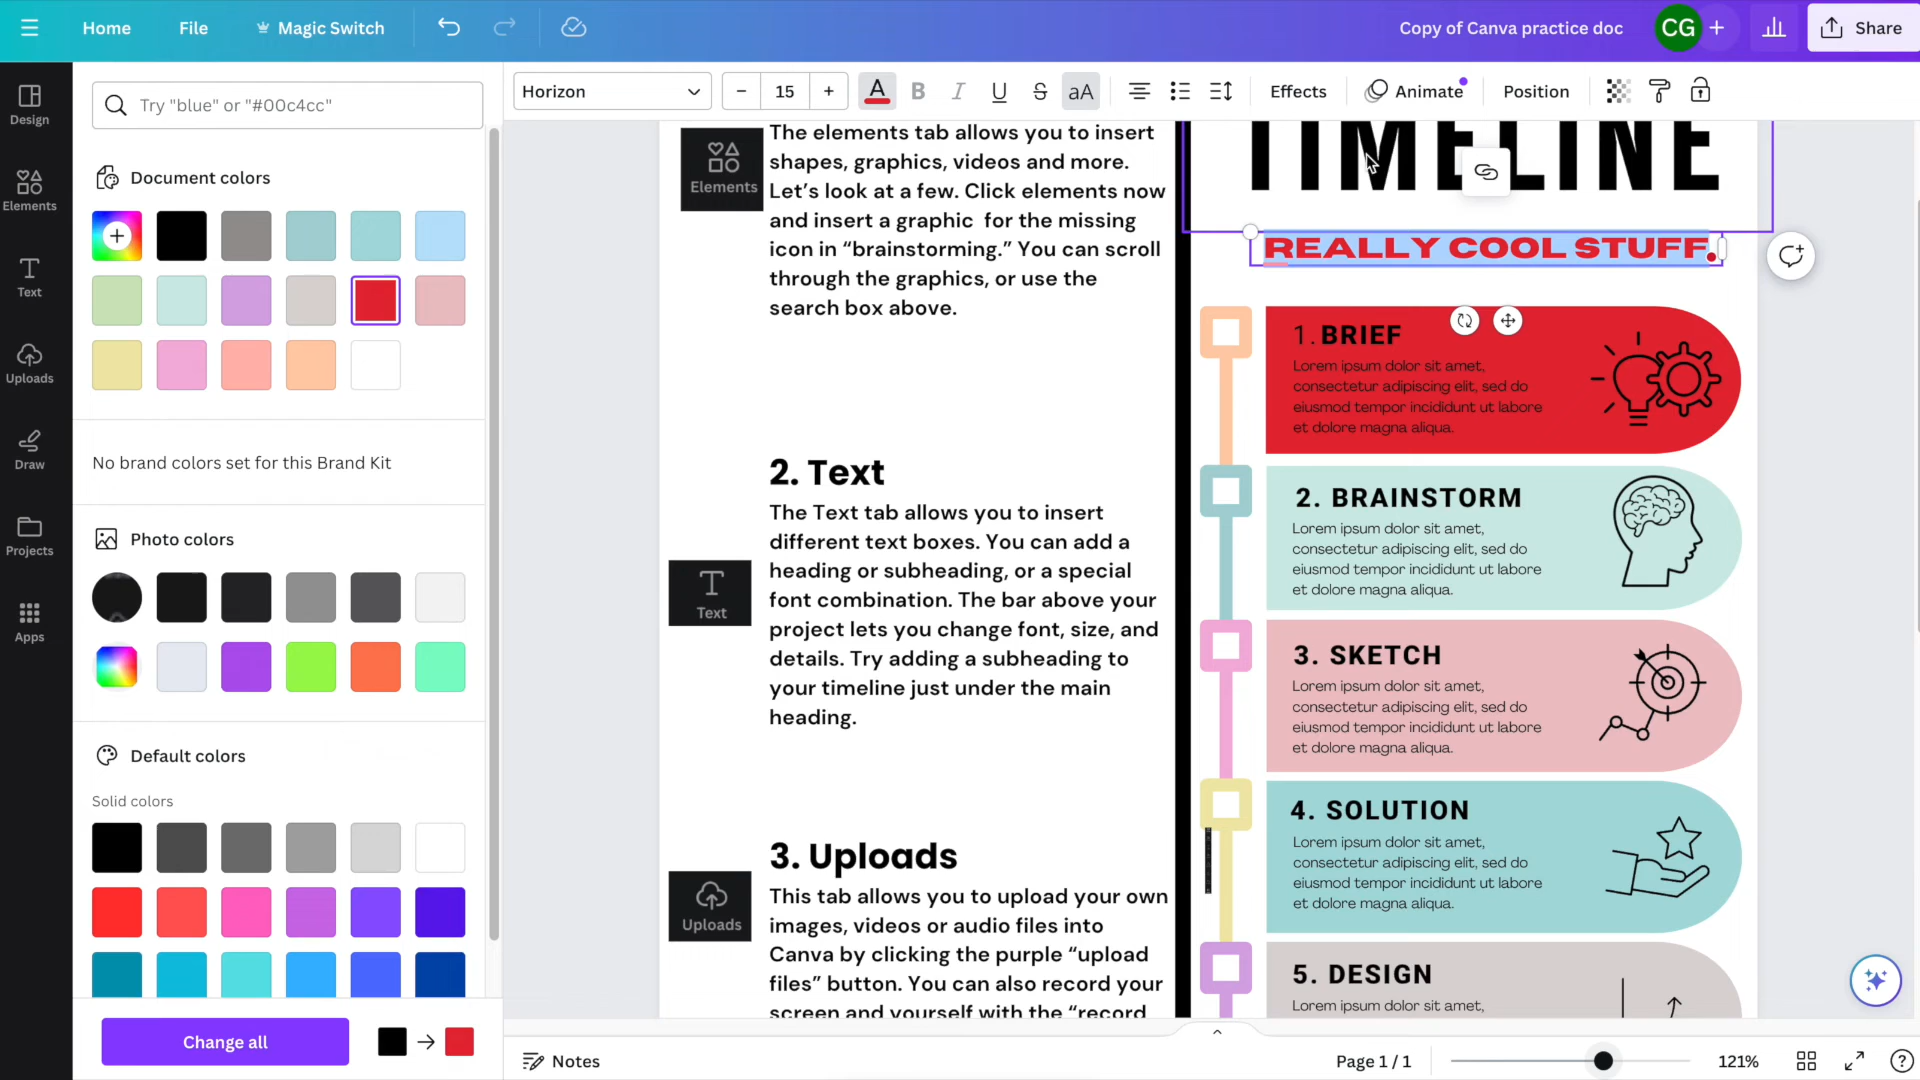 Home
File
Magic Switch
Copy of Canva practice doc
CG
+
Share
Design
Elements
Text
Uploads
Draw
Projects
Apps
Try "blue" or "#00c4cc"
Document colors
No brand colors set for this Brand Kit
Photo colors
Default colors
Solid colors
Change all
Horizon
− 15 +
A B I U S aA
Effects
Animate
Position
Elements
The elements tab allows you to insert
shapes, graphics, videos and more.
Let’s look at a few. Click elements now
and insert a graphic for the missing
icon in “brainstorming.” You can scroll
through the graphics, or use the
search box above.
Text
2. Text
The Text tab allows you to insert
different text boxes. You can add a
heading or subheading, or a special
font combination. The bar above your
project lets you change font, size, and
details. Try adding a subheading to
your timeline just under the main
heading.
Uploads
3. Uploads
This tab allows you to upload your own
images, videos or audio files into
Canva by clicking the purple “upload
files” button. You can also record your
screen and yourself with the “record
TIMELINE
REALLY COOL STUFF
1. BRIEF
Lorem ipsum dolor sit amet,
consectetur adipiscing elit, sed do
eiusmod tempor incididunt ut labore
et dolore magna aliqua.
2. BRAINSTORM
Lorem ipsum dolor sit amet,
consectetur adipiscing elit, sed do
eiusmod tempor incididunt ut labore
et dolore magna aliqua.
3. SKETCH
Lorem ipsum dolor sit amet,
consectetur adipiscing elit, sed do
eiusmod tempor incididunt ut labore
et dolore magna aliqua.
4. SOLUTION
Lorem ipsum dolor sit amet,
consectetur adipiscing elit, sed do
eiusmod tempor incididunt ut labore
et dolore magna aliqua.
5. DESIGN
Lorem ipsum dolor sit amet,
Notes
Page 1 / 1
121%
?